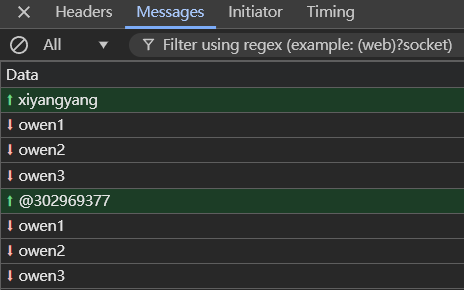 Headers Messages Initiator Timing
All Filter using regex (example: (web)?socket)
Data
xiyangyang
owen1
owen2
owen3
@302969377
owen1
owen2
owen3